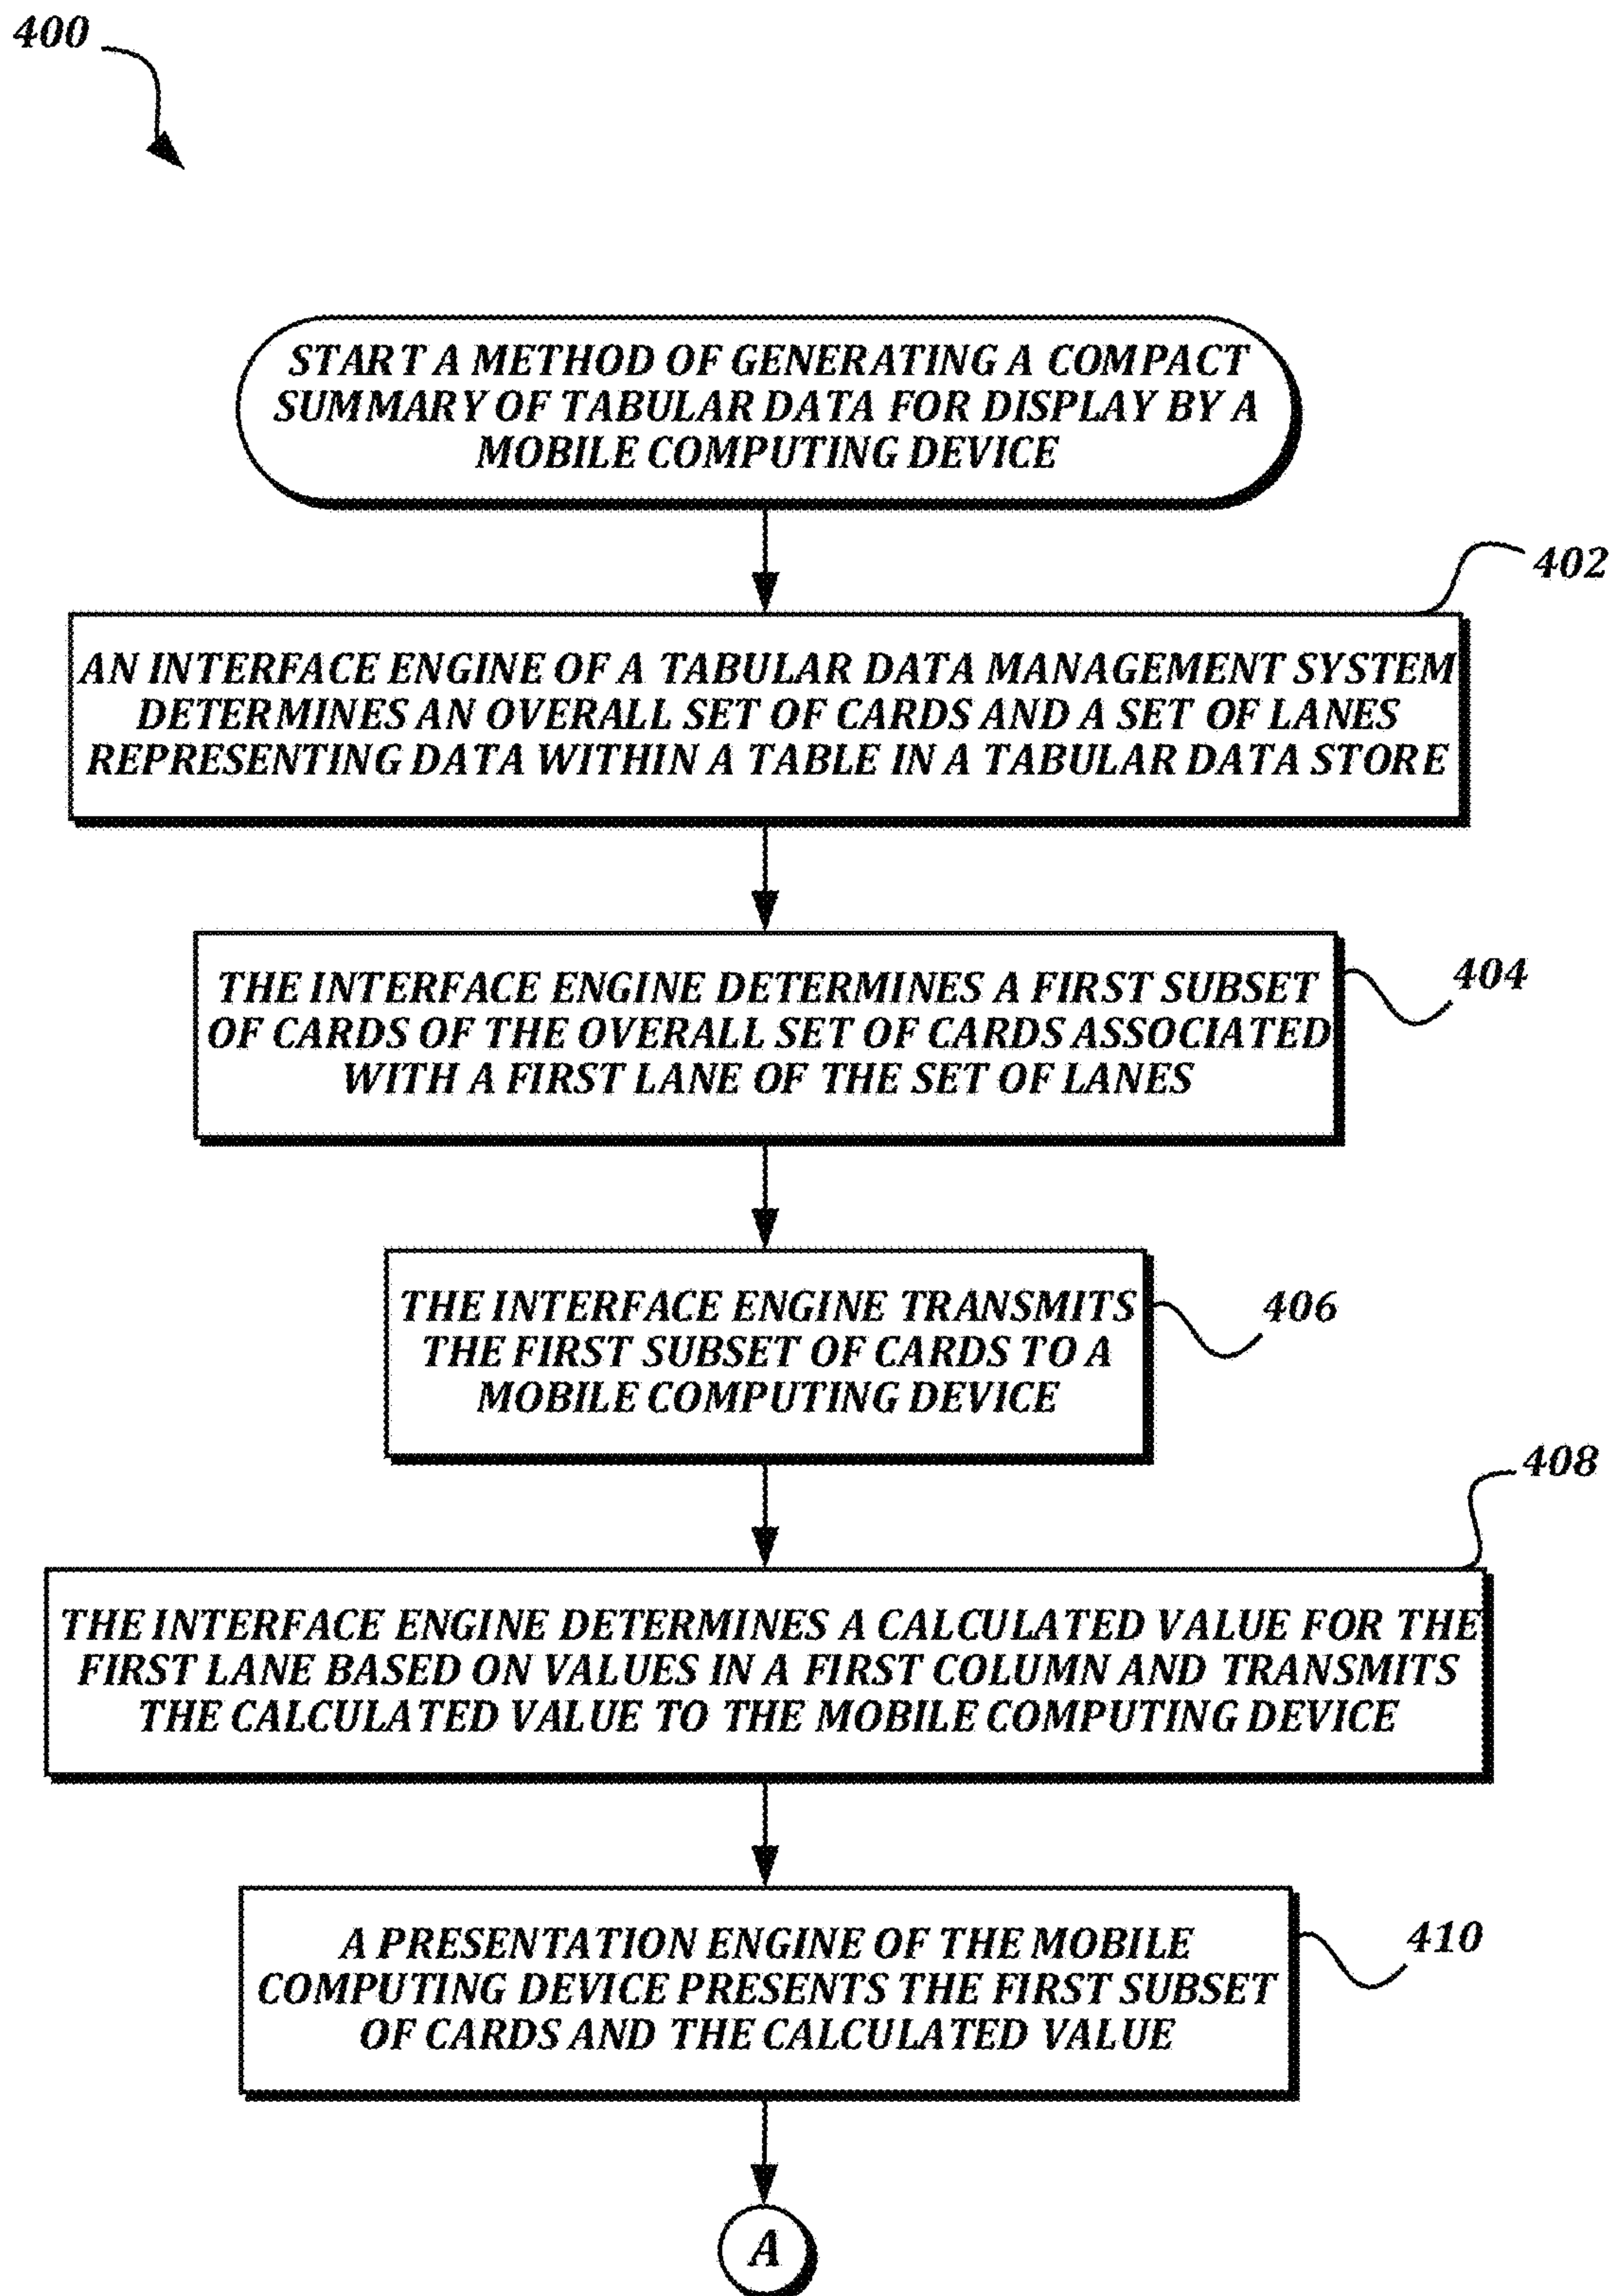 400
START A METHOD OF GENERATING A COMPACT
SUMMARY OF TABULAR DATA FOR DISPLAY BY A
MOBILE COMPUTING DEVICE
402
AN INTERFACE ENGINE OF A TABULAR DATA MANAGEMENT SYSTEM
DETERMINES AN OVERALL SET OF CARDS AND A SET OF LANES
REPRESENTING DATA WITHIN A TABLE IN A TABULAR DATA STORE
404
THE INTERFACE ENGINE DETERMINES A FIRST SUBSET
OF CARDS OF THE OVERALL SET OF CARDS ASSOCIATED
WITH A FIRST LANE OF THE SET OF LANES
406
THE INTERFACE ENGINE TRANSMITS
THE FIRST SUBSET OF CARDS TO A
MOBILE COMPUTING DEVICE
408
THE INTERFACE ENGINE DETERMINES A CALCULATED VALUE FOR THE
FIRST LANE BASED ON VALUES IN A FIRST COLUMN AND TRANSMITS
THE CALCULATED VALUE TO THE MOBILE COMPUTING DEVICE
410
A PRESENTATION ENGINE OF THE MOBILE
COMPUTING DEVICE PRESENTS THE FIRST SUBSET
OF CARDS AND THE CALCULATED VALUE
A